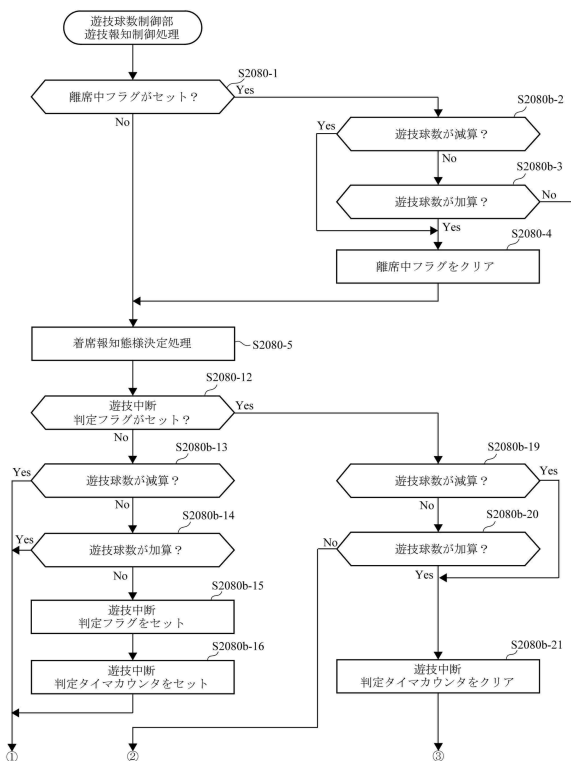 遊技球数制御部
遊技報知制御処理
S2080-1
離席中フラグがセット？
Yes
No
S2080b-2
遊技球数が減算？
Yes
No
S2080b-3
遊技球数が加算？
No
Yes
S2080-4
離席中フラグをクリア
着席報知態様決定処理
S2080-5
S2080-12
遊技中断
判定フラグがセット？
Yes
No
S2080b-13
Yes
遊技球数が減算？
No
S2080b-14
Yes
遊技球数が加算？
No
S2080b-15
遊技中断
判定フラグをセット
S2080b-16
遊技中断
判定タイマカウンタをセット
S2080b-19
遊技球数が減算？
Yes
No
S2080b-20
No
遊技球数が加算？
Yes
S2080b-21
遊技中断
判定タイマカウンタをクリア
① ② ③